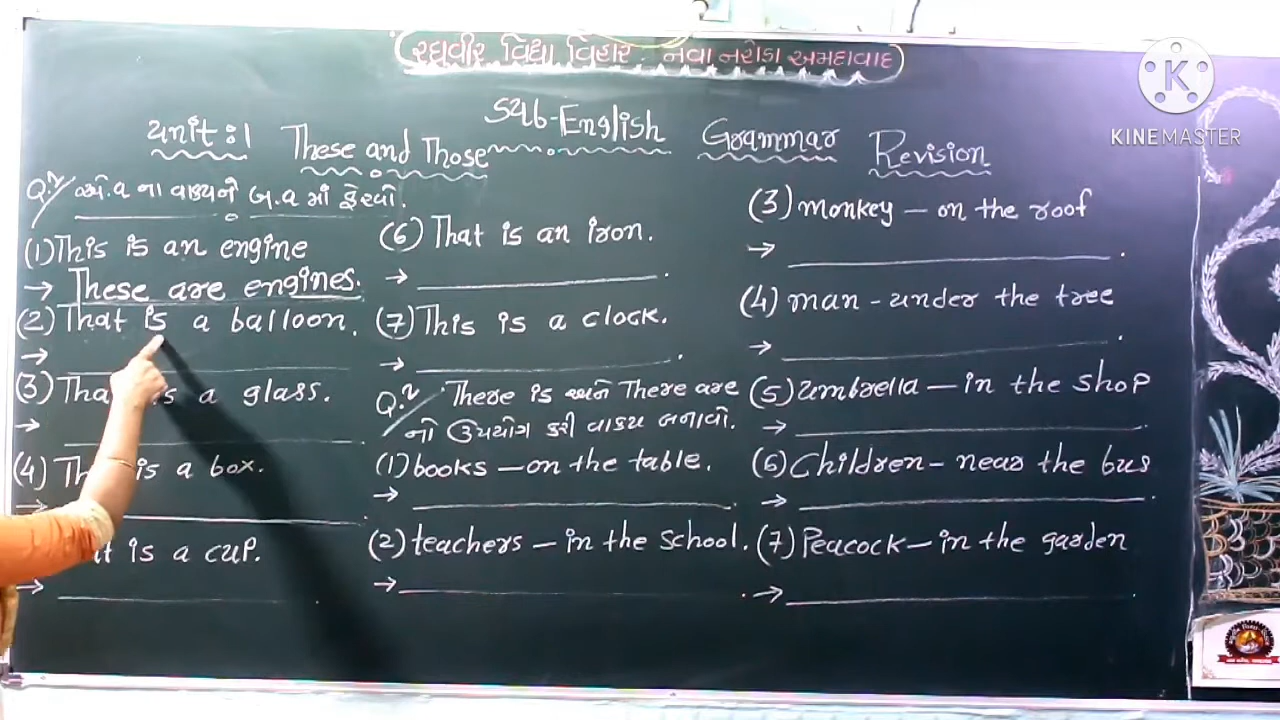 રઘુવીર વિદ્યા વિહાર. નવા નરોડા અમદાવાદ
KINEMASTER
Sub-English Grammar Revision
Unit:1 These and Those
Q.1 એ.વ ના વાક્યને બ.વ માં ફેરવો.
(1) This is an engine
→ These are engines.
(2) That is a balloon.
→
(3) That is a glass.
→
(4) is a box.
→
is a cup.
→
(6) That is an iron.
→
(7) This is a clock.
→
Q.2 There is અને There are
નો ઉપયોગ કરી વાક્ય બનાવો.
(1) books – on the table.
→
(2) teachers – in the school.
→
(3) monkey – on the roof
→
(4) man - under the tree
→
(5) umbrella – in the shop
→
(6) Children – near the bus
→
(7) Peacock – in the garden
→